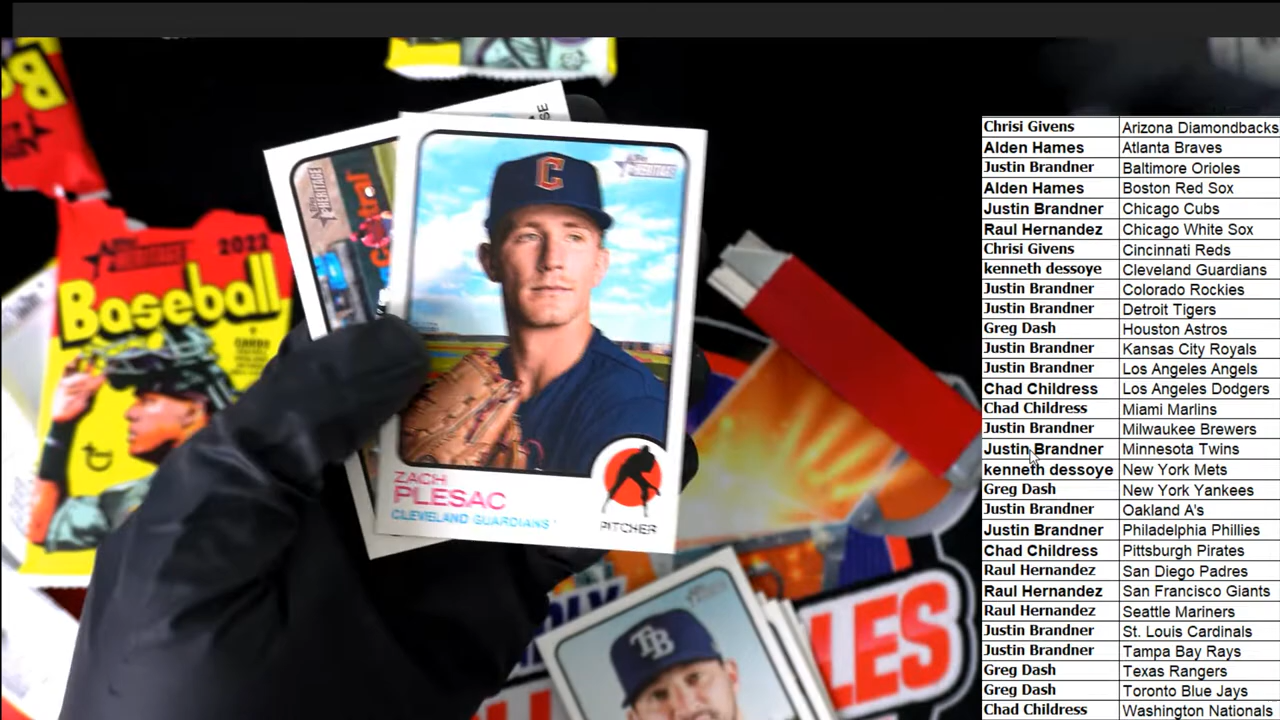 HERITAGE
C
ZACH
PLESAC
CLEVELAND GUARDIANS
PITCHER
2022
Baseball
CARDS
TB
LES
Chrisi Givens Arizona Diamondbacks
Alden Hames Atlanta Braves
Justin Brandner Baltimore Orioles
Alden Hames Boston Red Sox
Justin Brandner Chicago Cubs
Raul Hernandez Chicago White Sox
Chrisi Givens Cincinnati Reds
kenneth dessoye Cleveland Guardians
Justin Brandner Colorado Rockies
Justin Brandner Detroit Tigers
Greg Dash Houston Astros
Justin Brandner Kansas City Royals
Justin Brandner Los Angeles Angels
Chad Childress Los Angeles Dodgers
Chad Childress Miami Marlins
Justin Brandner Milwaukee Brewers
Justin Brandner Minnesota Twins
kenneth dessoye New York Mets
Greg Dash New York Yankees
Justin Brandner Oakland A's
Justin Brandner Philadelphia Phillies
Chad Childress Pittsburgh Pirates
Raul Hernandez San Diego Padres
Raul Hernandez San Francisco Giants
Raul Hernandez Seattle Mariners
Justin Brandner St. Louis Cardinals
Justin Brandner Tampa Bay Rays
Greg Dash Texas Rangers
Greg Dash Toronto Blue Jays
Chad Childress Washington Nationals